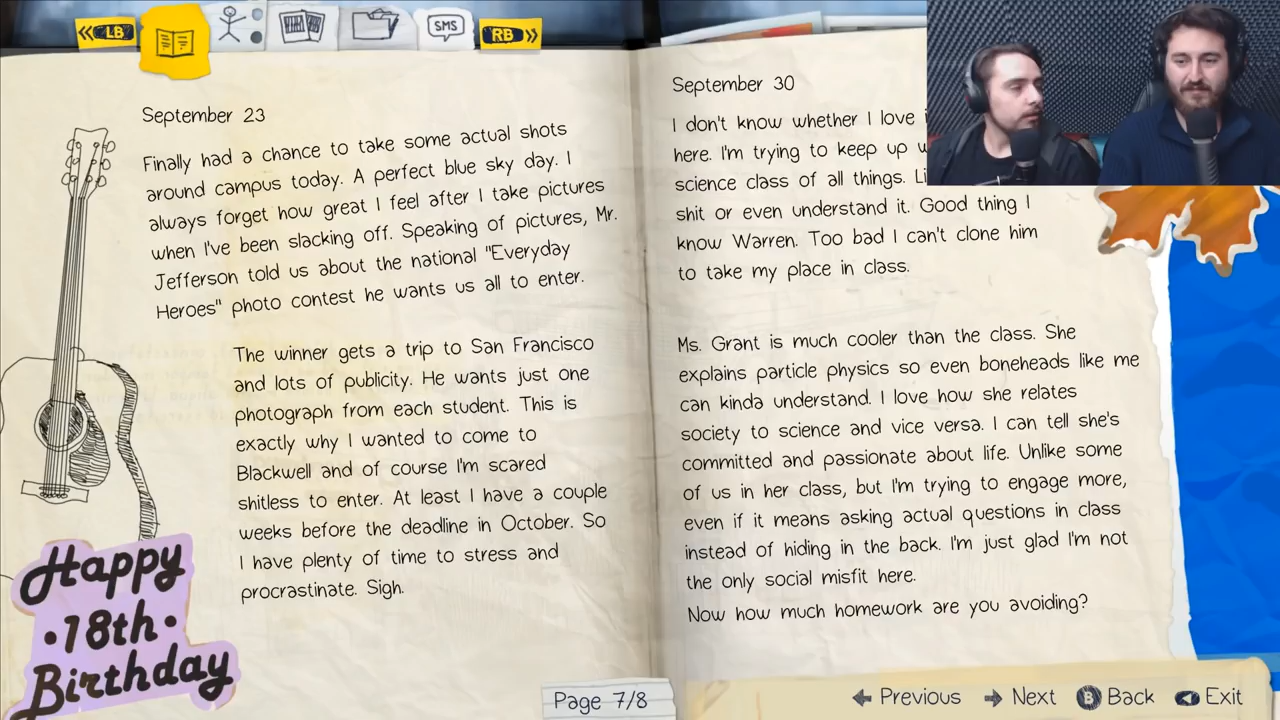 LB
SMS
RB
September 23
Finally had a chance to take some actual shots
around campus today. A perfect blue sky day. I
always forget how great I feel after I take pictures
when I've been slacking off. Speaking of pictures, Mr.
Jefferson told us about the national "Everyday
Heroes" photo contest he wants us all to enter.
The winner gets a trip to San Francisco
and lots of publicity. He wants just one
photograph from each student. This is
exactly why I wanted to come to
Blackwell and of course I'm scared
shitless to enter. At least I have a couple
weeks before the deadline in October. So
I have plenty of time to stress and
procrastinate. Sigh.
Happy
•18th•
Birthday
September 30
I don't know whether I love
here. I'm trying to keep up
science class of all things.
shit or even understand it. Good thing I
know Warren. Too bad I can't clone him
to take my place in class.
Ms. Grant is much cooler than the class. She
explains particle physics so even boneheads like me
can kinda understand. I love how she relates
society to science and vice versa. I can tell she's
committed and passionate about life. Unlike some
of us in her class, but I'm trying to engage more,
even if it means asking actual questions in class
instead of hiding in the back. I'm just glad I'm not
the only social misfit here.
Now how much homework are you avoiding?
Page 7/8
Previous
Next
B Back
Exit